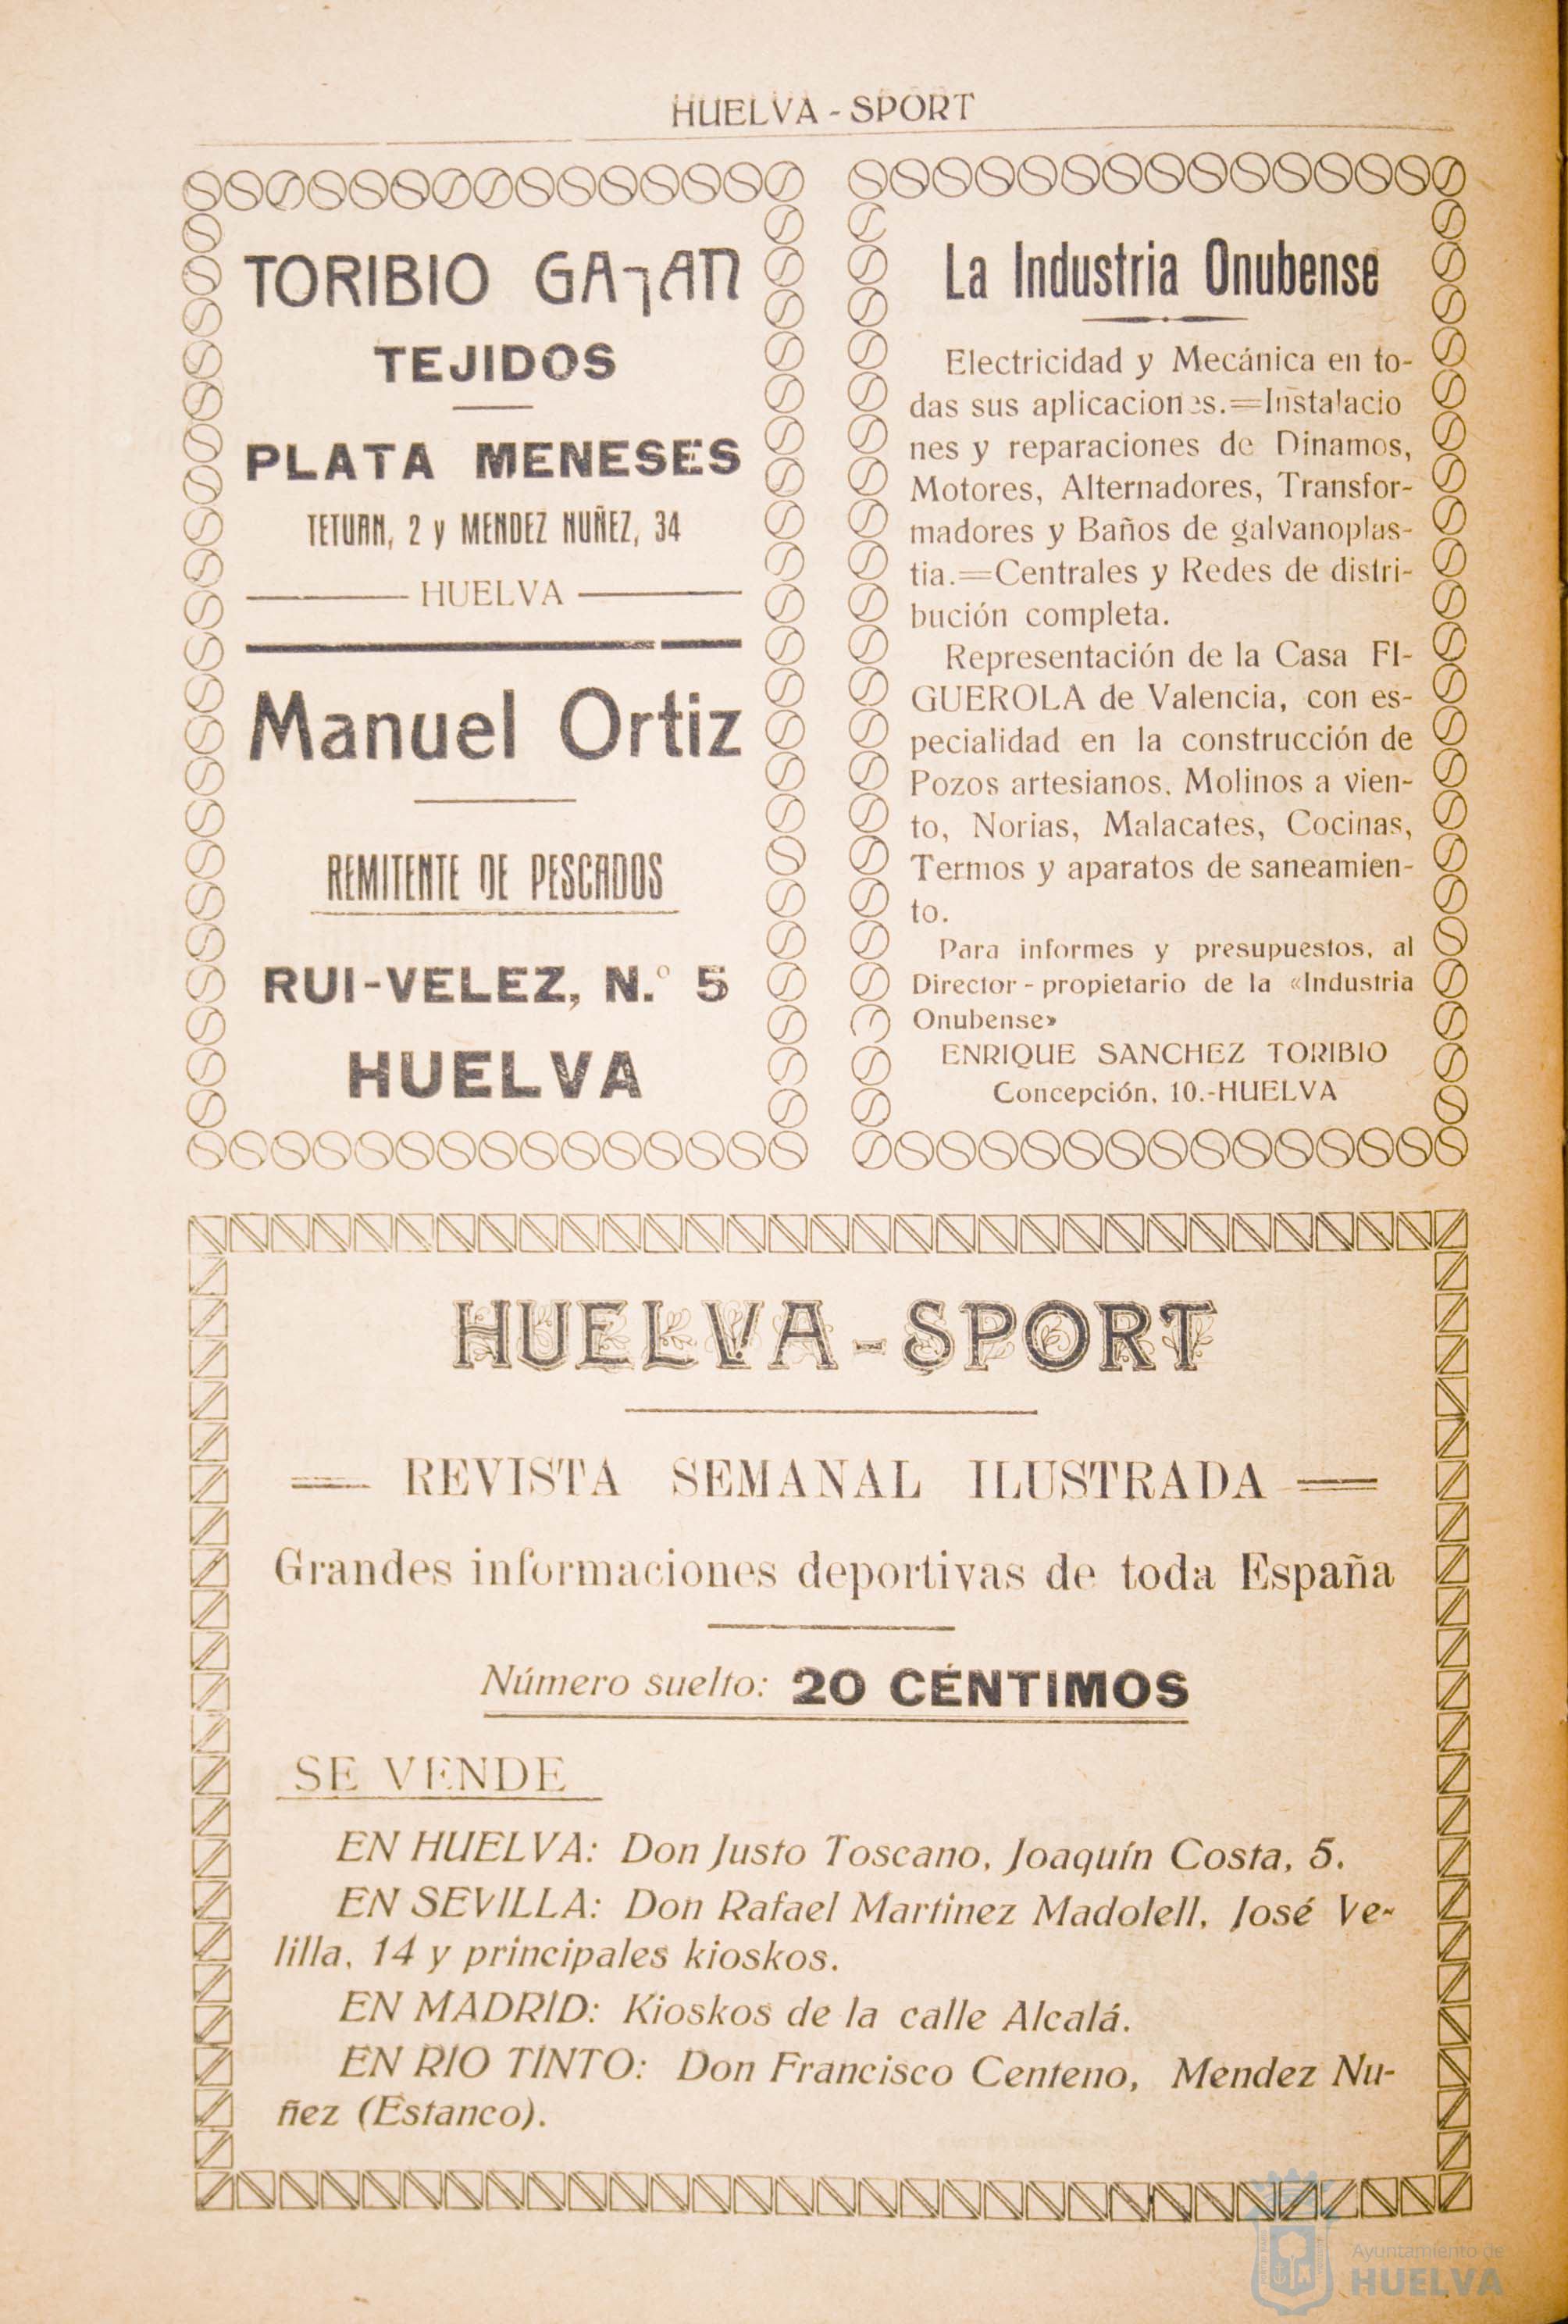 HUELVA - SPORT
TORIBIO
TEJIDOS
PLATA MENESES
TETUAN, 2 y MENDEZ NUÑEZ, 34
HUELVA
Manuel Ortiz
REMITENTE DE PESCADOS
RUI-VELEZ, N.º 5
HUELVA
La Industria Onubense
Electricidad y Mecánica en to-
das sus aplicaciones.=Instalacio
nes y reparaciones de Dinamos,
Motores, Alternadores, Transfor-
madores y Baños de galvanoplas-
tia.=Centrales y Redes de distri-
bución completa.
Representación de la Casa FI-
GUEROLA de Valencia, con es-
pecialidad en la construcción de
Pozos artesianos, Molinos a vien-
to, Norias, Malacates, Cocinas,
Termos y aparatos de saneamien-
to.
Para informes y presupuestos, al
Director - propietario de la «Industria
Onubense»
ENRIQUE SANCHEZ TORIBIO
Concepción, 10.-HUELVA
HUELVA - SPORT
REVISTA SEMANAL ILUSTRADA
Grandes informaciones deportivas de toda España
Número suelto: 20 CÉNTIMOS
SE VENDE
EN HUELVA: Don Justo Toscano, Joaquín Costa, 5.
EN SEVILLA: Don Rafael Martinez Madolell, José Ve-
lilla, 14 y principales kioskos.
EN MADRID: Kioskos de la calle Alcalá.
EN RIO TINTO: Don Francisco Centeno, Mendez Nu-
ñez (Estanco).
Ayuntamiento de
HUELVA